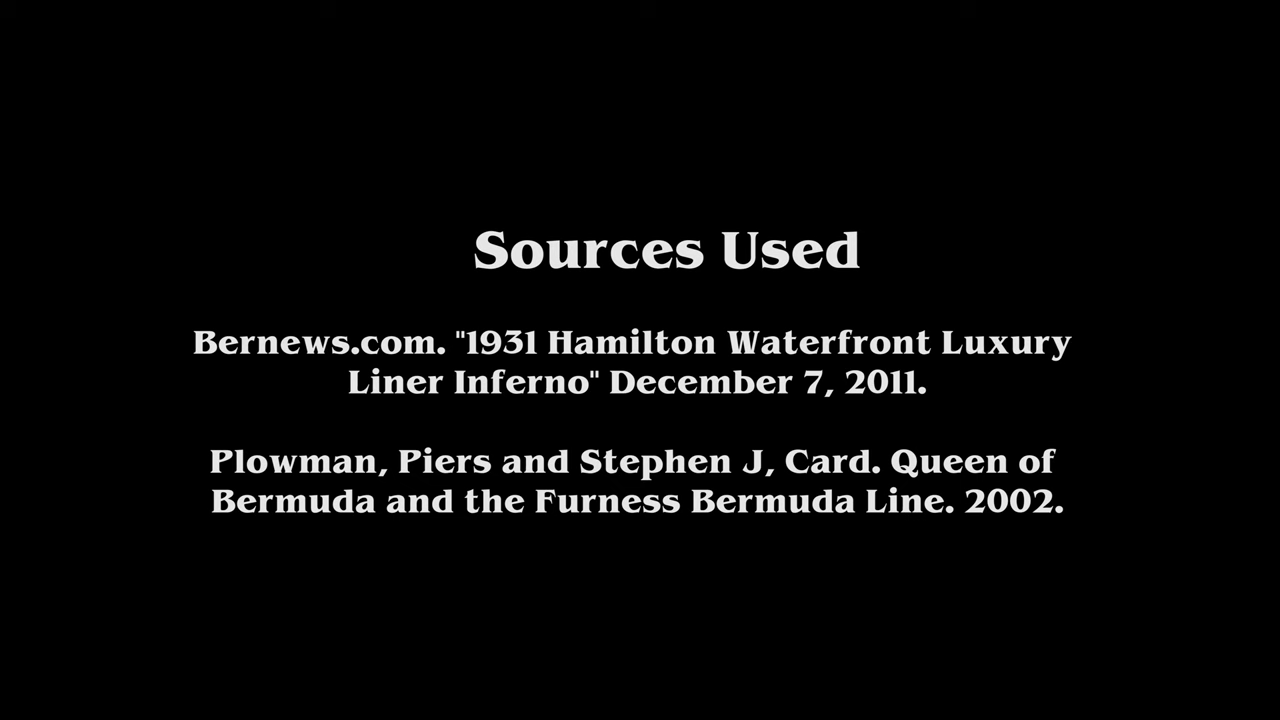 Sources Used
Bernews.com. "1931 Hamilton Waterfront Luxury
Liner Inferno" December 7, 2011.
Plowman, Piers and Stephen J, Card. Queen of
Bermuda and the Furness Bermuda Line. 2002.